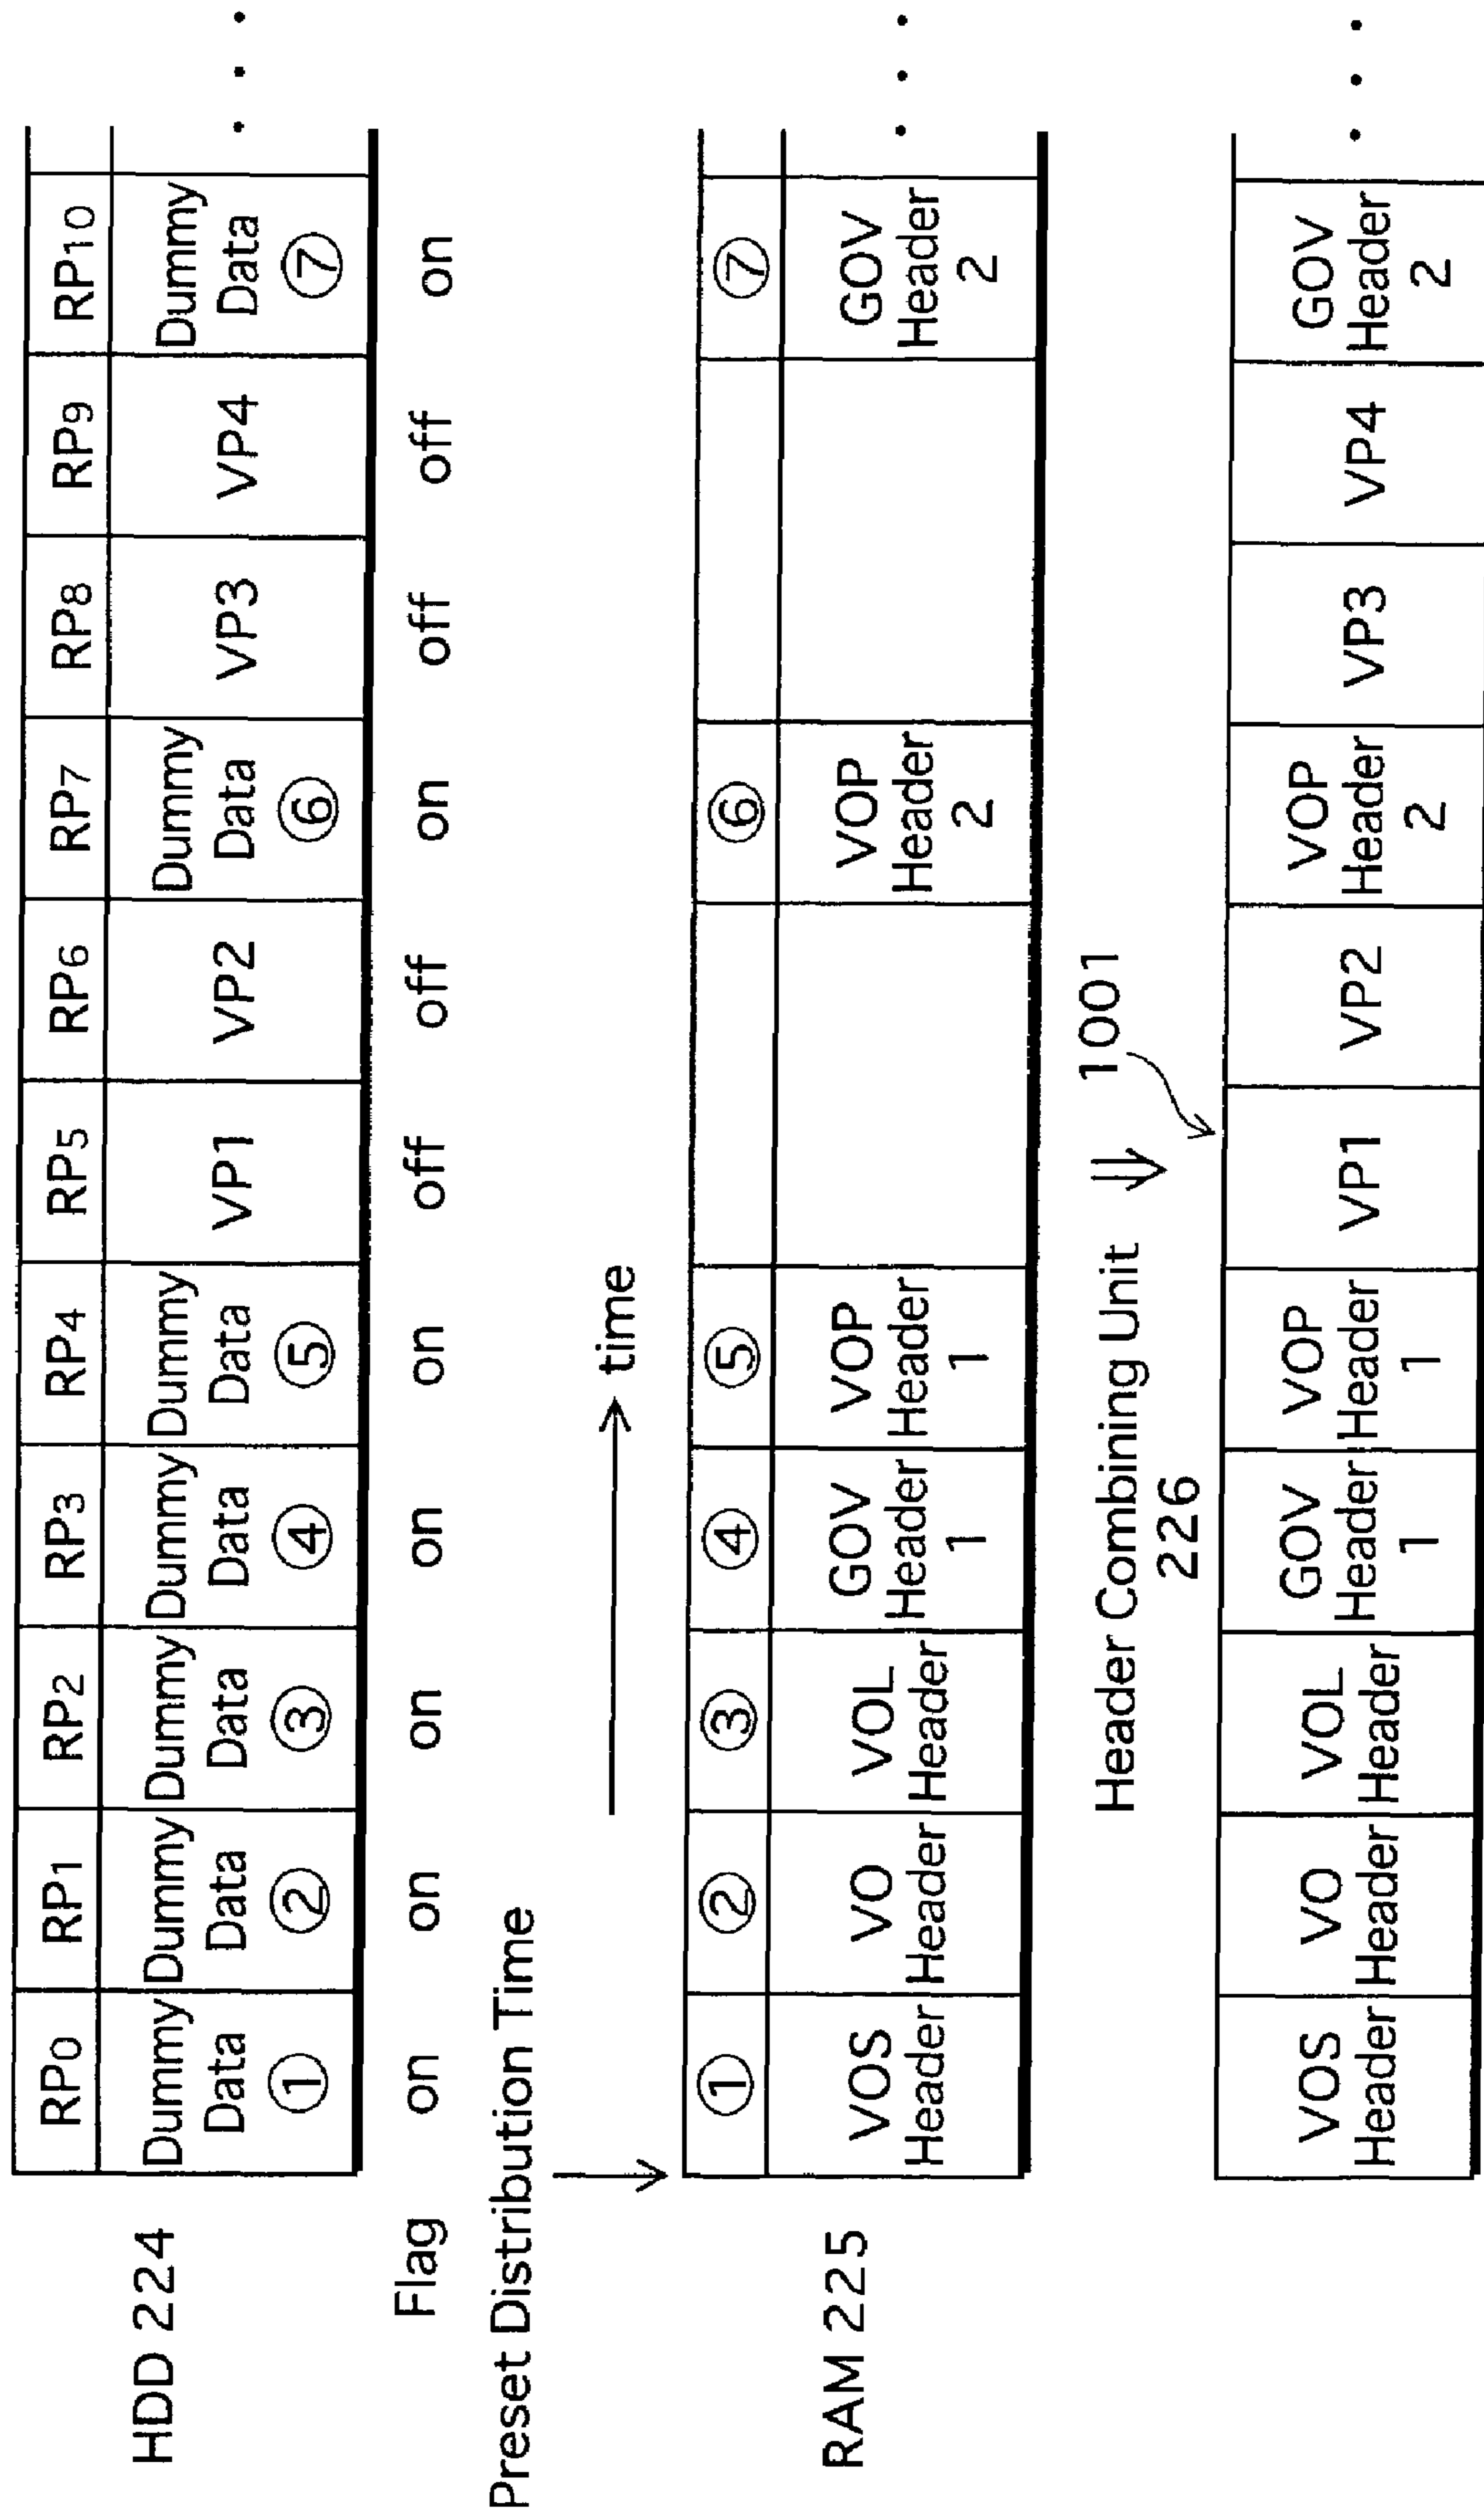 HDD 224
RP0 RP1 RP2 RP3 RP4 RP5 RP6 RP7 RP8 RP9 RP10
Dummy Data ①
Dummy Data ②
Dummy Data ③
Dummy Data ④
Dummy Data ⑤
VP1
VP2
Dummy Data ⑥
VP3
VP4
Dummy Data ⑦
. . .
Flag on on on on on off off on off off on
Preset Distribution Time
time
RAM 225
① ② ③ ④ ⑤ ⑥ ⑦
VOS Header
VO Header
VOL Header
GOV Header 1
VOP Header 1
VOP Header 2
GOV Header 2
. . .
Header Combining Unit
226
1001
VOS Header
VO Header
VOL Header
GOV Header 1
VOP Header 1
VP1
VP2
VOP Header 2
VP3
VP4
GOV Header 2
. . .